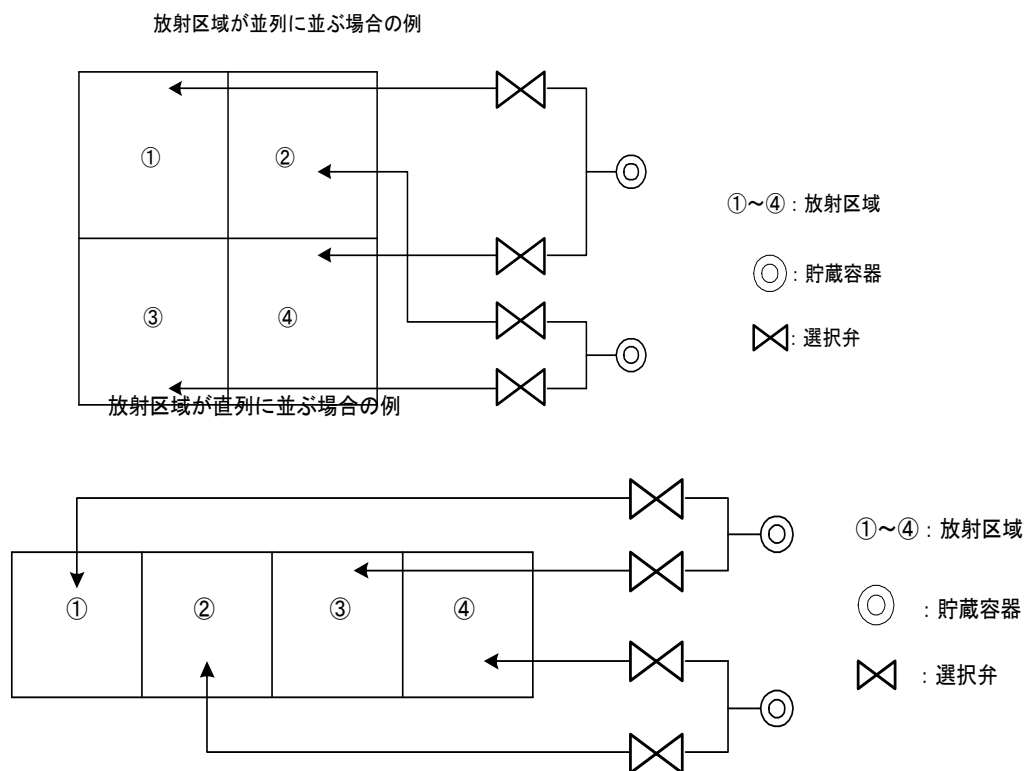 放射区域が並列に並ぶ場合の例
①
②
③
④
①～④：放射区域
：貯蔵容器
：選択弁
放射区域が直列に並ぶ場合の例
①
②
③
④
①～④：放射区域
：貯蔵容器
：選択弁